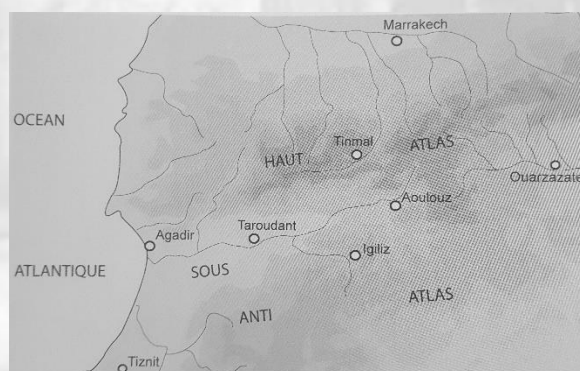 Marrakech
OCEAN
Tinmal
ATLAS
HAUT
Ouarzazate
Aoulouz
Taroudant
Agadir
Igiliz
ATLANTIQUE
SOUS
ATLAS
ANTI
Tiznit